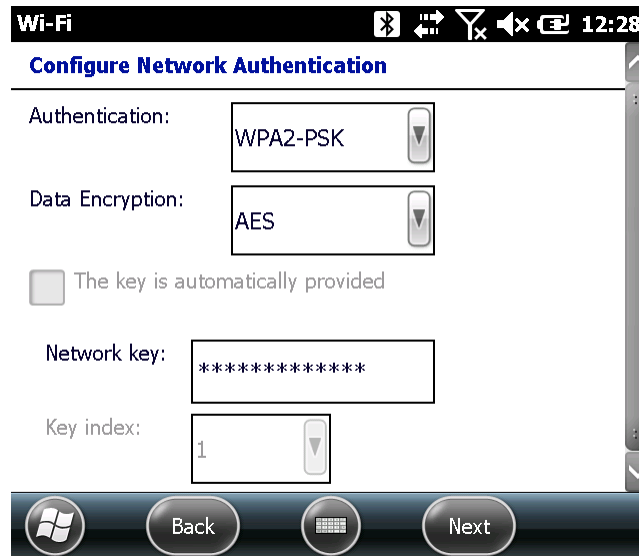 Wi-Fi 12:28
Configure Network Authentication
Authentication:
WPA2-PSK
Data Encryption:
AES
The key is automatically provided
Network key:
*************
Key index:
1
Back Next